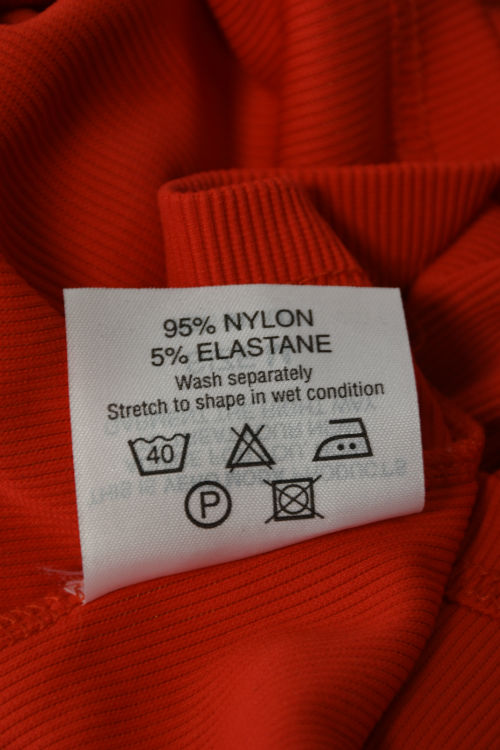 95% NYLON
5% ELASTANE
Wash separately
Stretch to shape in wet condition
40
P